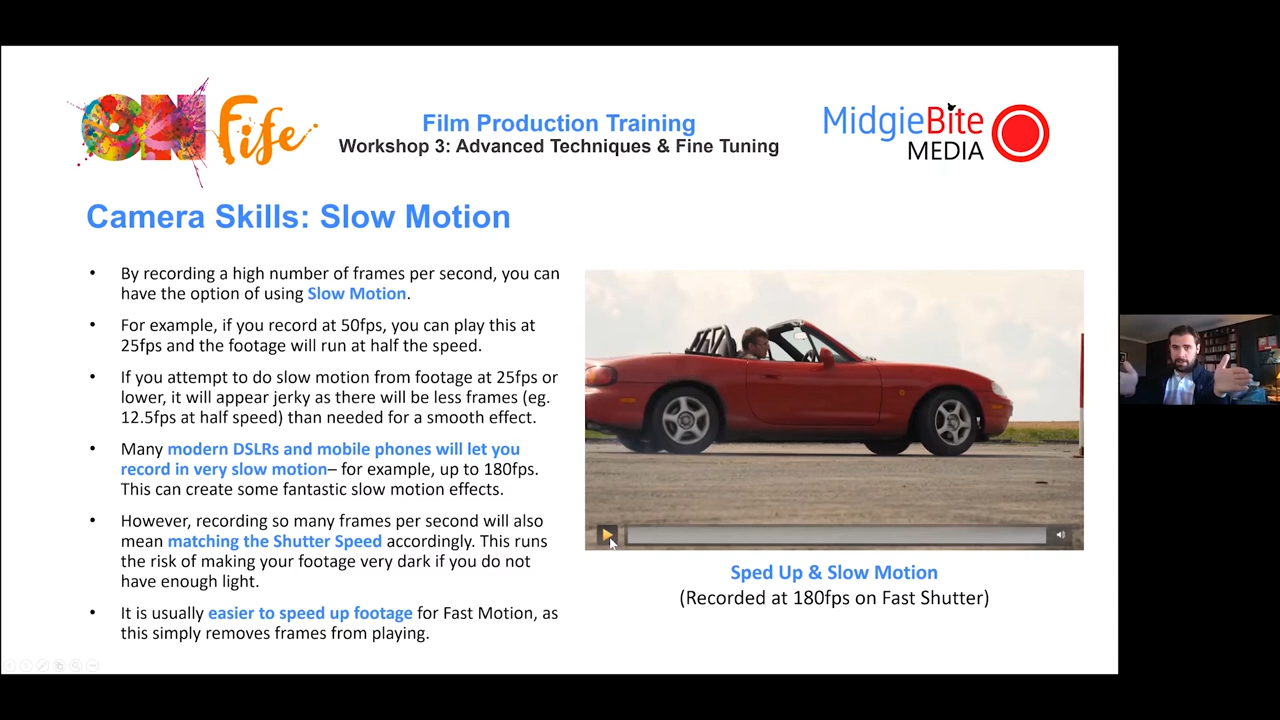 ON Fife
Film Production Training
Workshop 3: Advanced Techniques & Fine Tuning
MidgieBite
MEDIA
Camera Skills: Slow Motion
• By recording a high number of frames per second, you can
have the option of using Slow Motion.
• For example, if you record at 50fps, you can play this at
25fps and the footage will run at half the speed.
• If you attempt to do slow motion from footage at 25fps or
lower, it will appear jerky as there will be less frames (eg.
12.5fps at half speed) than needed for a smooth effect.
• Many modern DSLRs and mobile phones will let you
record in very slow motion– for example, up to 180fps.
This can create some fantastic slow motion effects.
• However, recording so many frames per second will also
mean matching the Shutter Speed accordingly. This runs
the risk of making your footage very dark if you do not
have enough light.
• It is usually easier to speed up footage for Fast Motion, as
this simply removes frames from playing.
Sped Up & Slow Motion
(Recorded at 180fps on Fast Shutter)